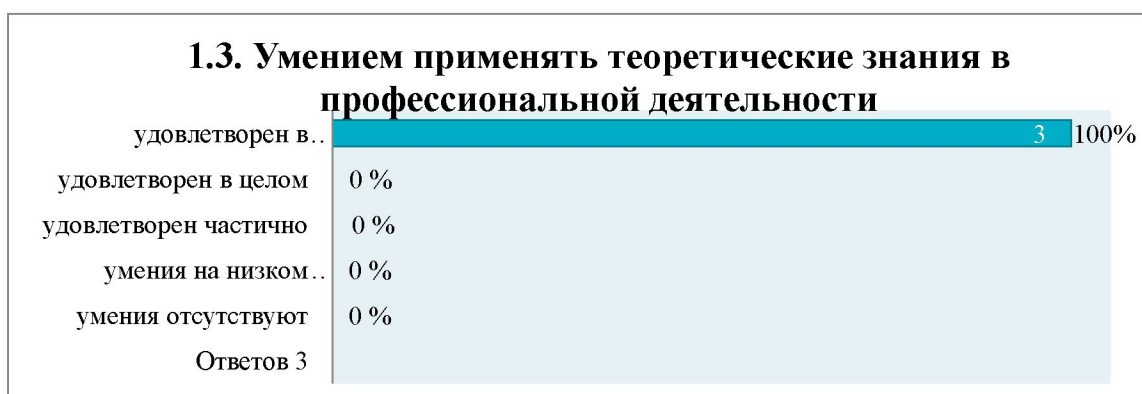 1.3. Умением применять теоретические знания в
профессиональной деятельности
удовлетворен в.. 3 100%
удовлетворен в целом 0 %
удовлетворен частично 0 %
умения на низком.. 0 %
умения отсутствуют 0 %
Ответов 3